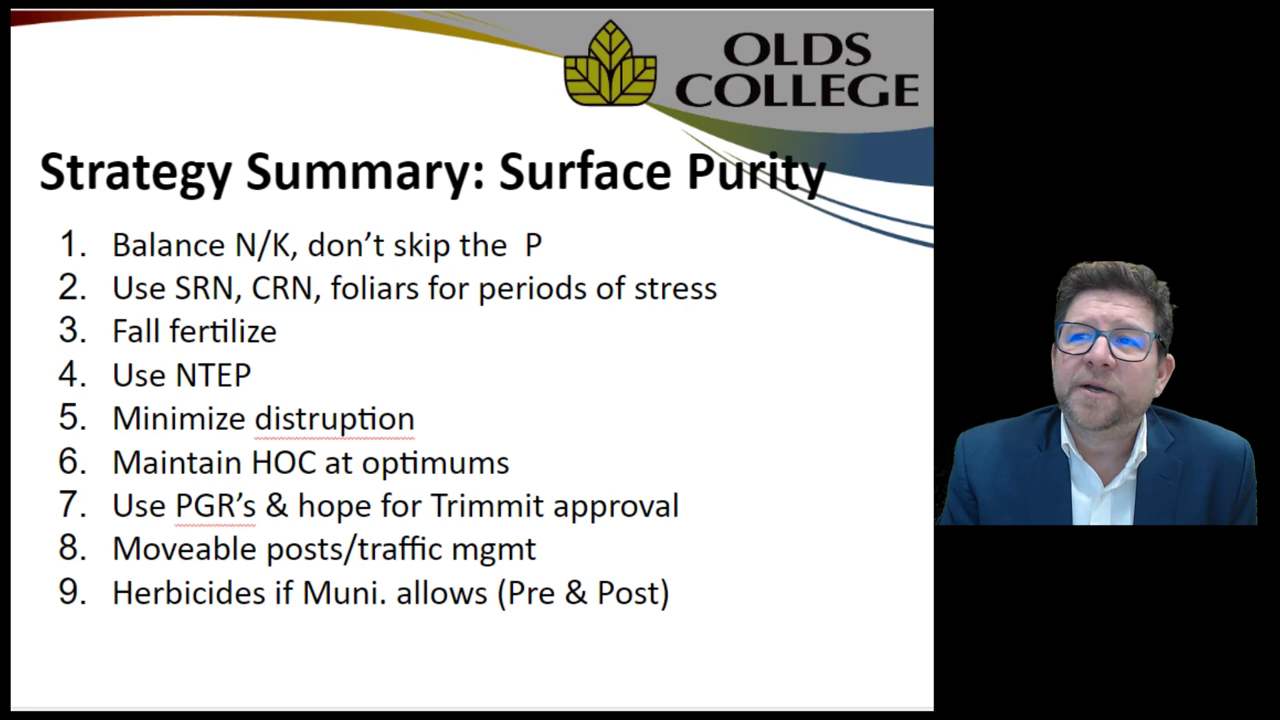 OLDS
COLLEGE
Strategy Summary: Surface Purity
1. Balance N/K, don’t skip the  P
2. Use SRN, CRN, foliars for periods of stress
3. Fall fertilize
4. Use NTEP
5. Minimize distruption
6. Maintain HOC at optimums
7. Use PGR’s & hope for Trimmit approval
8. Moveable posts/traffic mgmt
9. Herbicides if Muni. allows (Pre & Post)